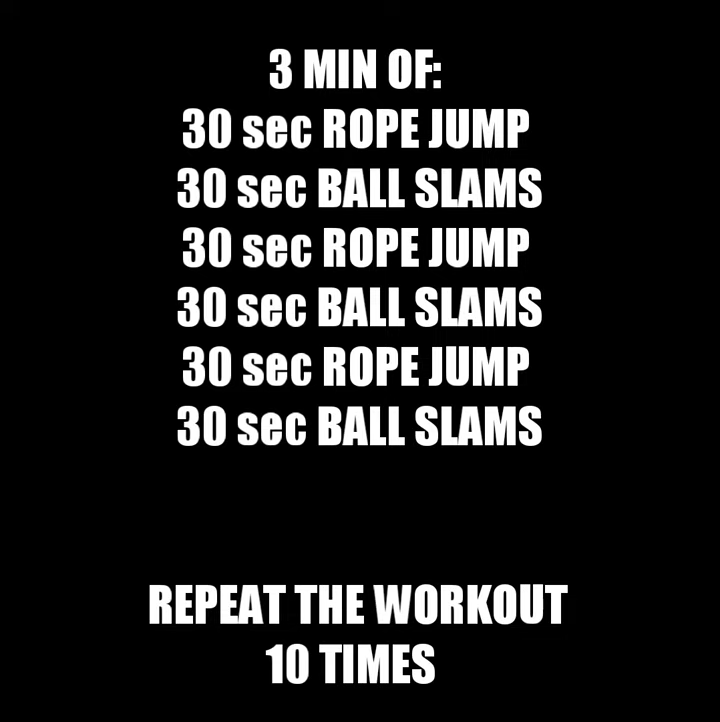 3 MIN OF:
30 sec ROPE JUMP
30 sec BALL SLAMS
30 sec ROPE JUMP
30 sec BALL SLAMS
30 sec ROPE JUMP
30 sec BALL SLAMS
REPEAT THE WORKOUT
10 TIMES